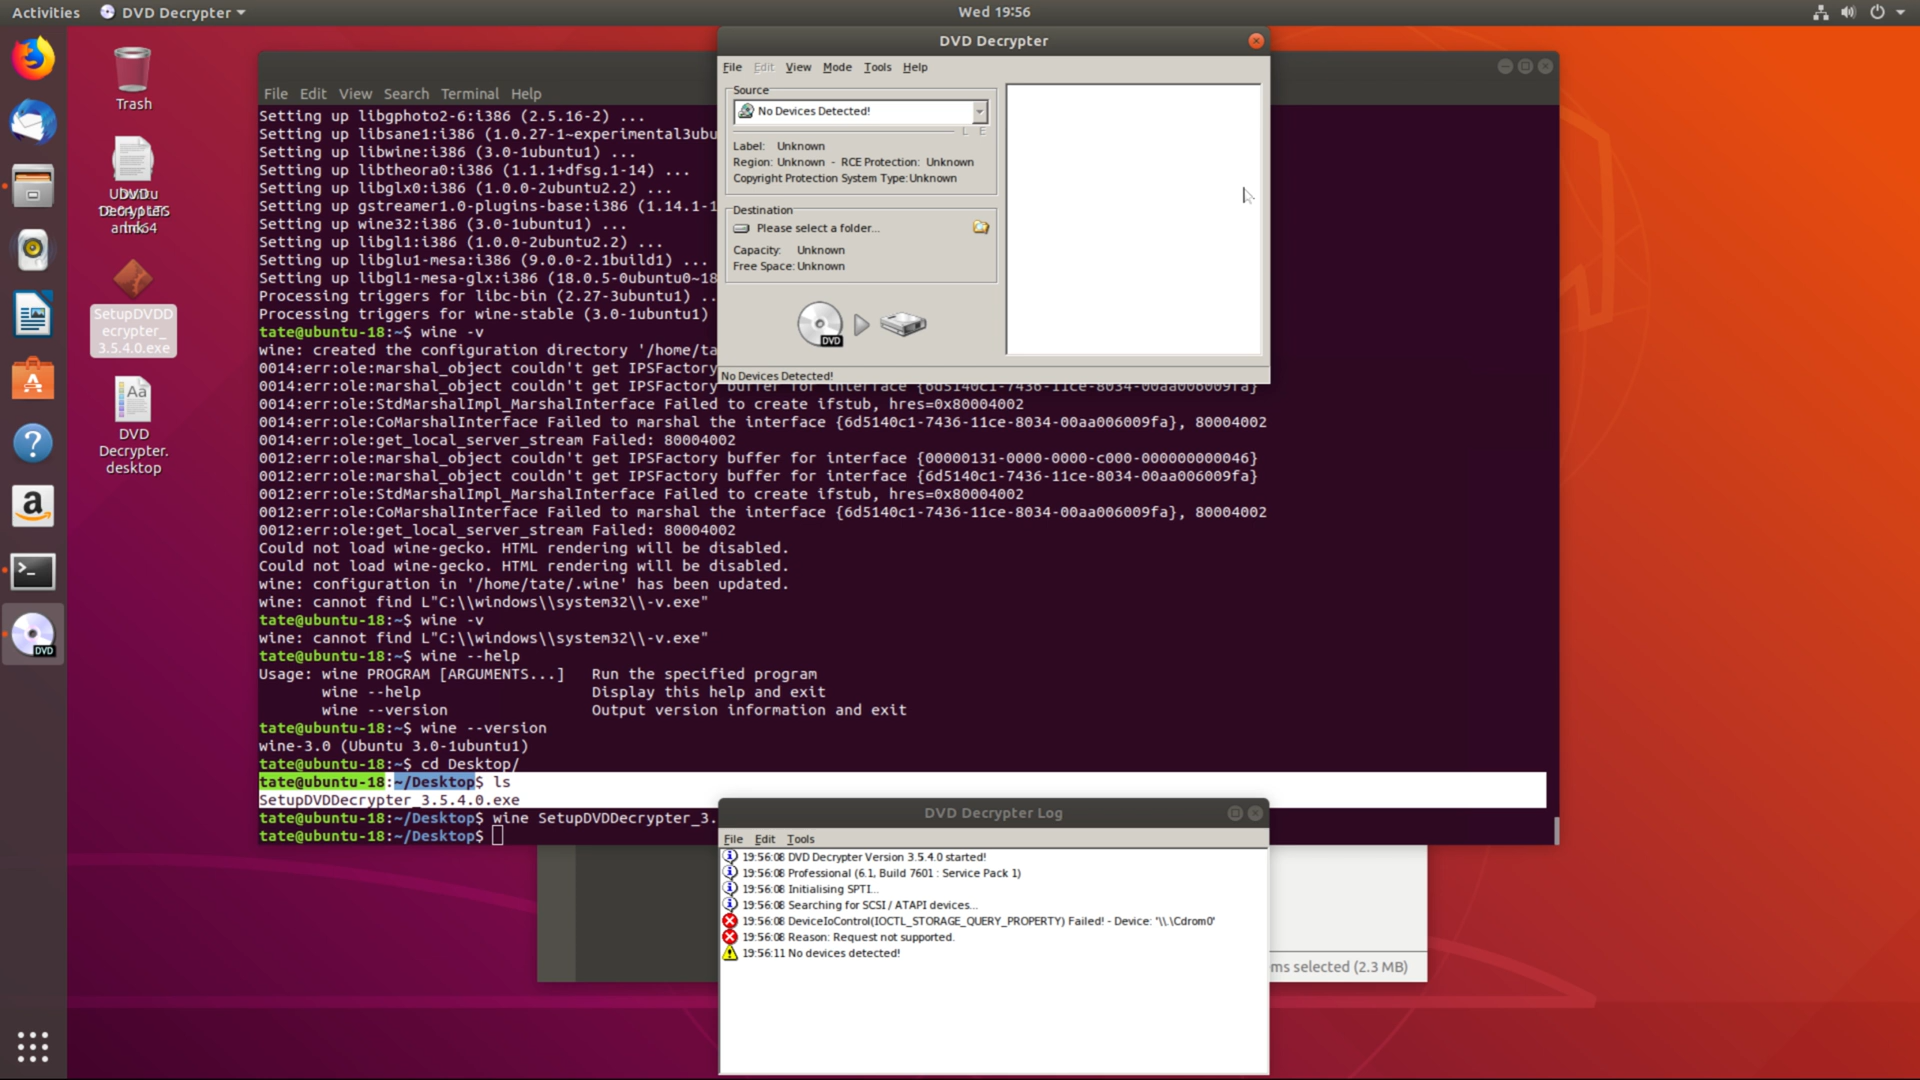 Activities
DVD Decrypter
Wed 19:56
Trash
SetupDVDD
ecrypter_
3.5.4.0.exe
DVD
Decrypter.
desktop
a
DVD
File Edit View Search Terminal Help
Setting up libgphoto2-6:i386 (2.5.16-2) ...
Setting up libsane1:i386 (1.0.27-1~experimental3ubu
Setting up libwine:i386 (3.0-1ubuntu1) ...
Setting up libtheora0:i386 (1.1.1+dfsg.1-14) ...
Setting up libglx0:i386 (1.0.0-2ubuntu2.2) ...
Setting up gstreamer1.0-plugins-base:i386 (1.14.1-1
Setting up wine32:i386 (3.0-1ubuntu1) ...
Setting up libgl1:i386 (1.0.0-2ubuntu2.2) ...
Setting up libglu1-mesa:i386 (9.0.0-2.1build1) ...
Setting up libgl1-mesa-glx:i386 (18.0.5-0ubuntu0~18
Processing triggers for libc-bin (2.27-3ubuntu1) ..
Processing triggers for wine-stable (3.0-1ubuntu1)
tate@ubuntu-18:~$ wine -v
wine: created the configuration directory '/home/ta
0014:err:ole:marshal_object couldn't get IPSFactory
0014:err:ole:marshal_object couldn't get IPSFactory buffer for interface {6d5140c1-7436-11ce-8034-00aa006009fa}
0014:err:ole:StdMarshalImpl_MarshalInterface Failed to create ifstub, hres=0x80004002
0014:err:ole:CoMarshalInterface Failed to marshal the interface {6d5140c1-7436-11ce-8034-00aa006009fa}, 80004002
0014:err:ole:get_local_server_stream Failed: 80004002
0012:err:ole:marshal_object couldn't get IPSFactory buffer for interface {00000131-0000-0000-c000-000000000046}
0012:err:ole:marshal_object couldn't get IPSFactory buffer for interface {6d5140c1-7436-11ce-8034-00aa006009fa}
0012:err:ole:StdMarshalImpl_MarshalInterface Failed to create ifstub, hres=0x80004002
0012:err:ole:CoMarshalInterface Failed to marshal the interface {6d5140c1-7436-11ce-8034-00aa006009fa}, 80004002
0012:err:ole:get_local_server_stream Failed: 80004002
Could not load wine-gecko. HTML rendering will be disabled.
Could not load wine-gecko. HTML rendering will be disabled.
wine: configuration in '/home/tate/.wine' has been updated.
wine: cannot find L"C:\\windows\\system32\\-v.exe"
tate@ubuntu-18:~$ wine -v
wine: cannot find L"C:\\windows\\system32\\-v.exe"
tate@ubuntu-18:~$ wine --help
Usage: wine PROGRAM [ARGUMENTS...]   Run the specified program
wine --help   Display this help and exit
wine --version   Output version information and exit
tate@ubuntu-18:~$ wine --version
wine-3.0 (Ubuntu 3.0-1ubuntu1)
tate@ubuntu-18:~$ cd Desktop/
tate@ubuntu-18:~/Desktop$ ls
SetupDVDDecrypter_3.5.4.0.exe
tate@ubuntu-18:~/Desktop$ wine SetupDVDDecrypter_3.
tate@ubuntu-18:~/Desktop$
DVD Decrypter
File Edit View Mode Tools Help
Source
No Devices Detected!
L E
Label: Unknown
Region: Unknown - RCE Protection: Unknown
Copyright Protection System Type:Unknown
Destination
Please select a folder...
Capacity: Unknown
Free Space: Unknown
DVD
No Devices Detected!
DVD Decrypter Log
File Edit Tools
19:56:08 DVD Decrypter Version 3.5.4.0 started!
19:56:08 Professional (6.1, Build 7601 : Service Pack 1)
19:56:08 Initialising SPTI...
19:56:08 Searching for SCSI / ATAPI devices...
19:56:08 DeviceIoControl(IOCTL_STORAGE_QUERY_PROPERTY) Failed! - Device: '\\.\Cdrom0'
19:56:08 Reason: Request not supported.
19:56:11 No devices detected!
ms selected (2.3 MB)